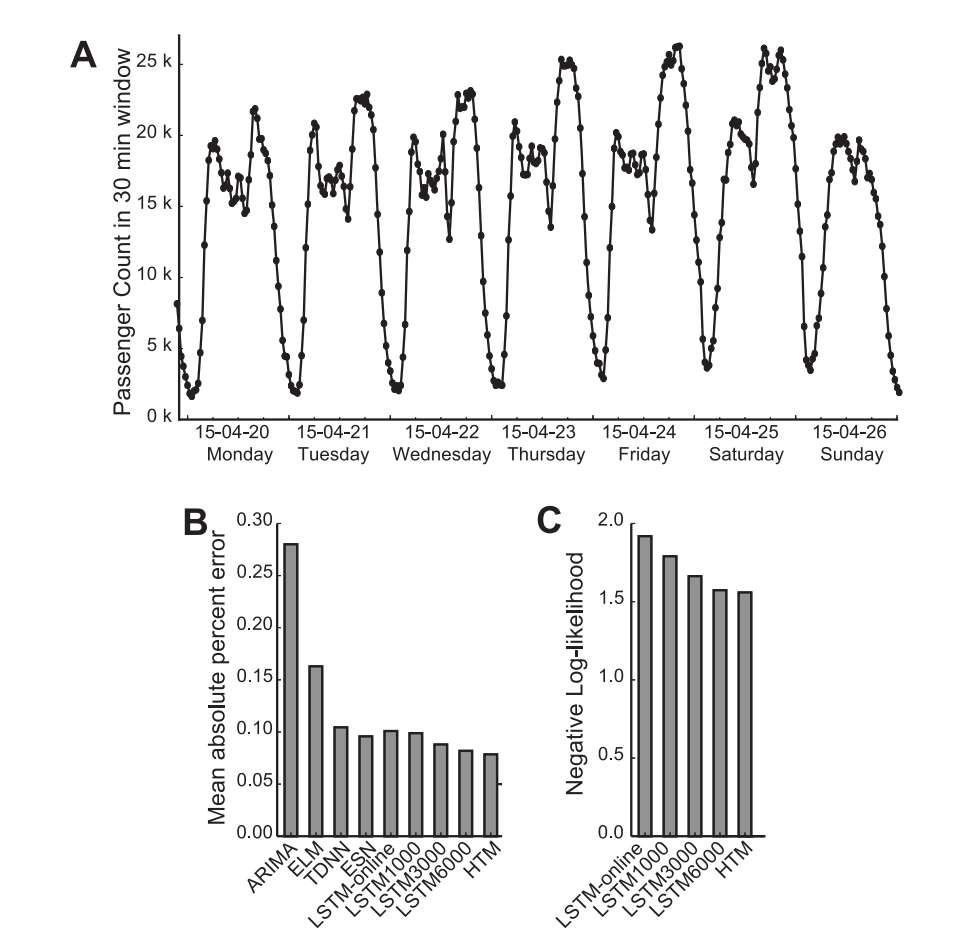 A
Passenger Count in 30 min window
25 k
20 k
15 k
10 k
5 k
0 k
15-04-20 15-04-21 15-04-22 15-04-23 15-04-24 15-04-25 15-04-26
Monday Tuesday Wednesday Thursday Friday Saturday Sunday
B
Mean absolute percent error
0.30
0.25
0.20
0.15
0.10
0.05
0.00
ARIMA
ELM
TDNN
ESN
LSTM-online
LSTM1000
LSTM3000
LSTM6000
HTM
C
Negative Log-likelihood
2.0
1.5
1.0
0.5
0.0
LSTM-online
LSTM1000
LSTM3000
LSTM6000
HTM